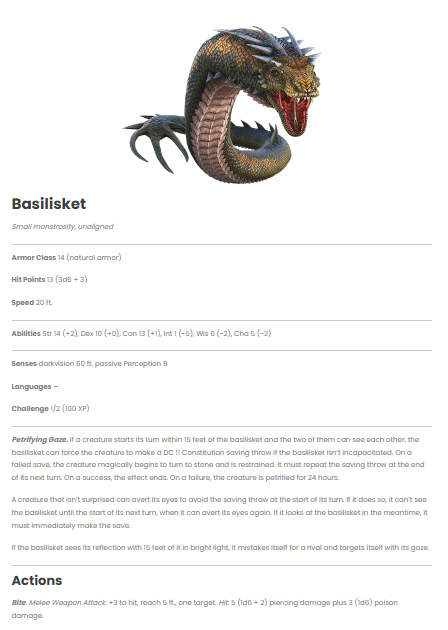 Basilisket
Small monstrosity, unaligned
Armor Class 14 (natural armor)
Hit Points 13 (3d6 + 3)
Speed 20 ft.
Abilities Str 14 (+2), Dex 10 (+0), Con 13 (+1), Int 1 (-5), Wis 6 (-2), Cha 5 (-3)
Senses darkvision 60 ft. passive Perception 8
Languages –
Challenge 1/2 (100 XP)
Petrifying Gaze. If a creature starts its turn within 15 feet of the basilisket and the two of them can see each other, the
basilisket can force the creature to make a DC 11 Constitution saving throw if the basilisket isn't incapacitated. On a
failed save, the creature magically begins to turn to stone and is restrained. It must repeat the saving throw at the end
of its next turn. On a success, the effect ends. On a failure, the creature is petrified for 24 hours.
A creature that isn't surprised can avert its eyes to avoid the saving throw at the start of its turn. If it does so, it can't see
the basilisket until the start of its next turn, when it can avert its eyes again. If it looks at the basilisket in the meantime, it
must immediately make the save.
If the basilisket sees its reflection with 15 feet of it in bright light, it mistakes itself for a rival and targets itself with its gaze.
Actions
Bite. Melee Weapon Attack: +3 to hit, reach 5 ft., one target. Hit: 5 (1d6 + 2) piercing damage plus 3 (1d6) poison
damage.